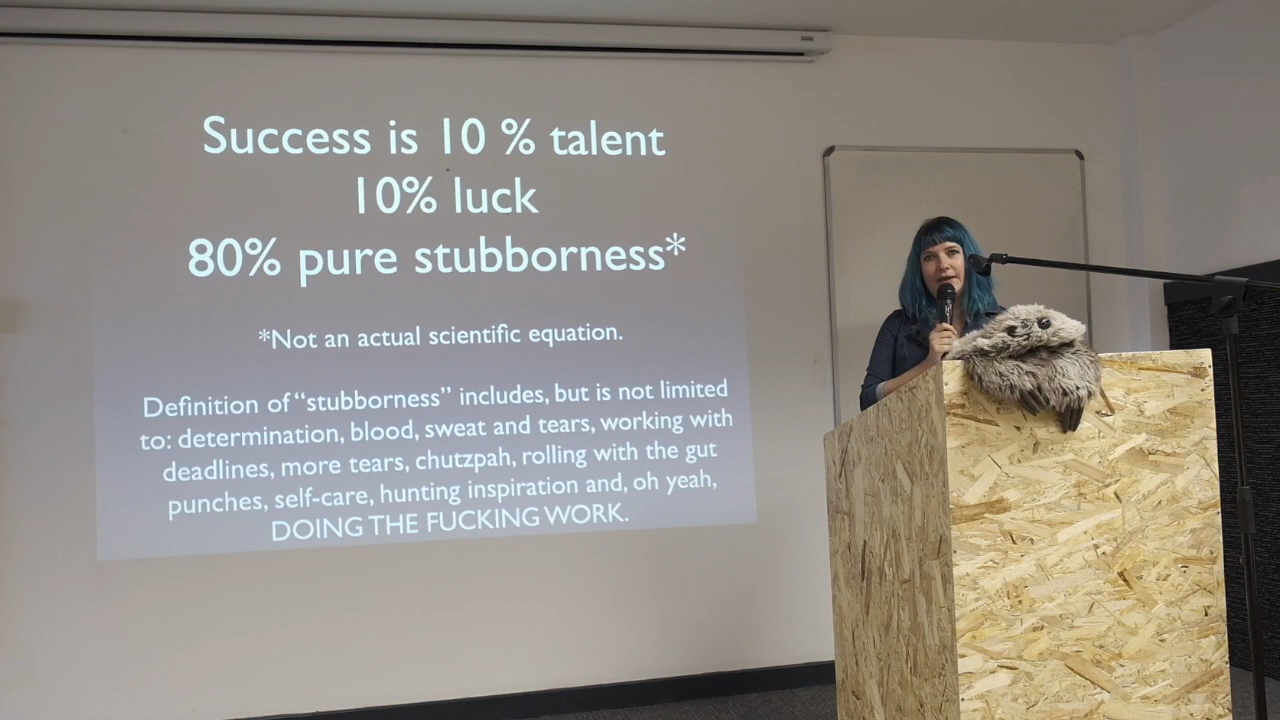 Success is 10 % talent
10% luck
80% pure stubborness*
*Not an actual scientific equation.
Definition of “stubborness” includes, but is not limited
to: determination, blood, sweat and tears, working with
deadlines, more tears, chutzpah, rolling with the gut
punches, self-care, hunting inspiration and, oh yeah,
DOING THE FUCKING WORK.